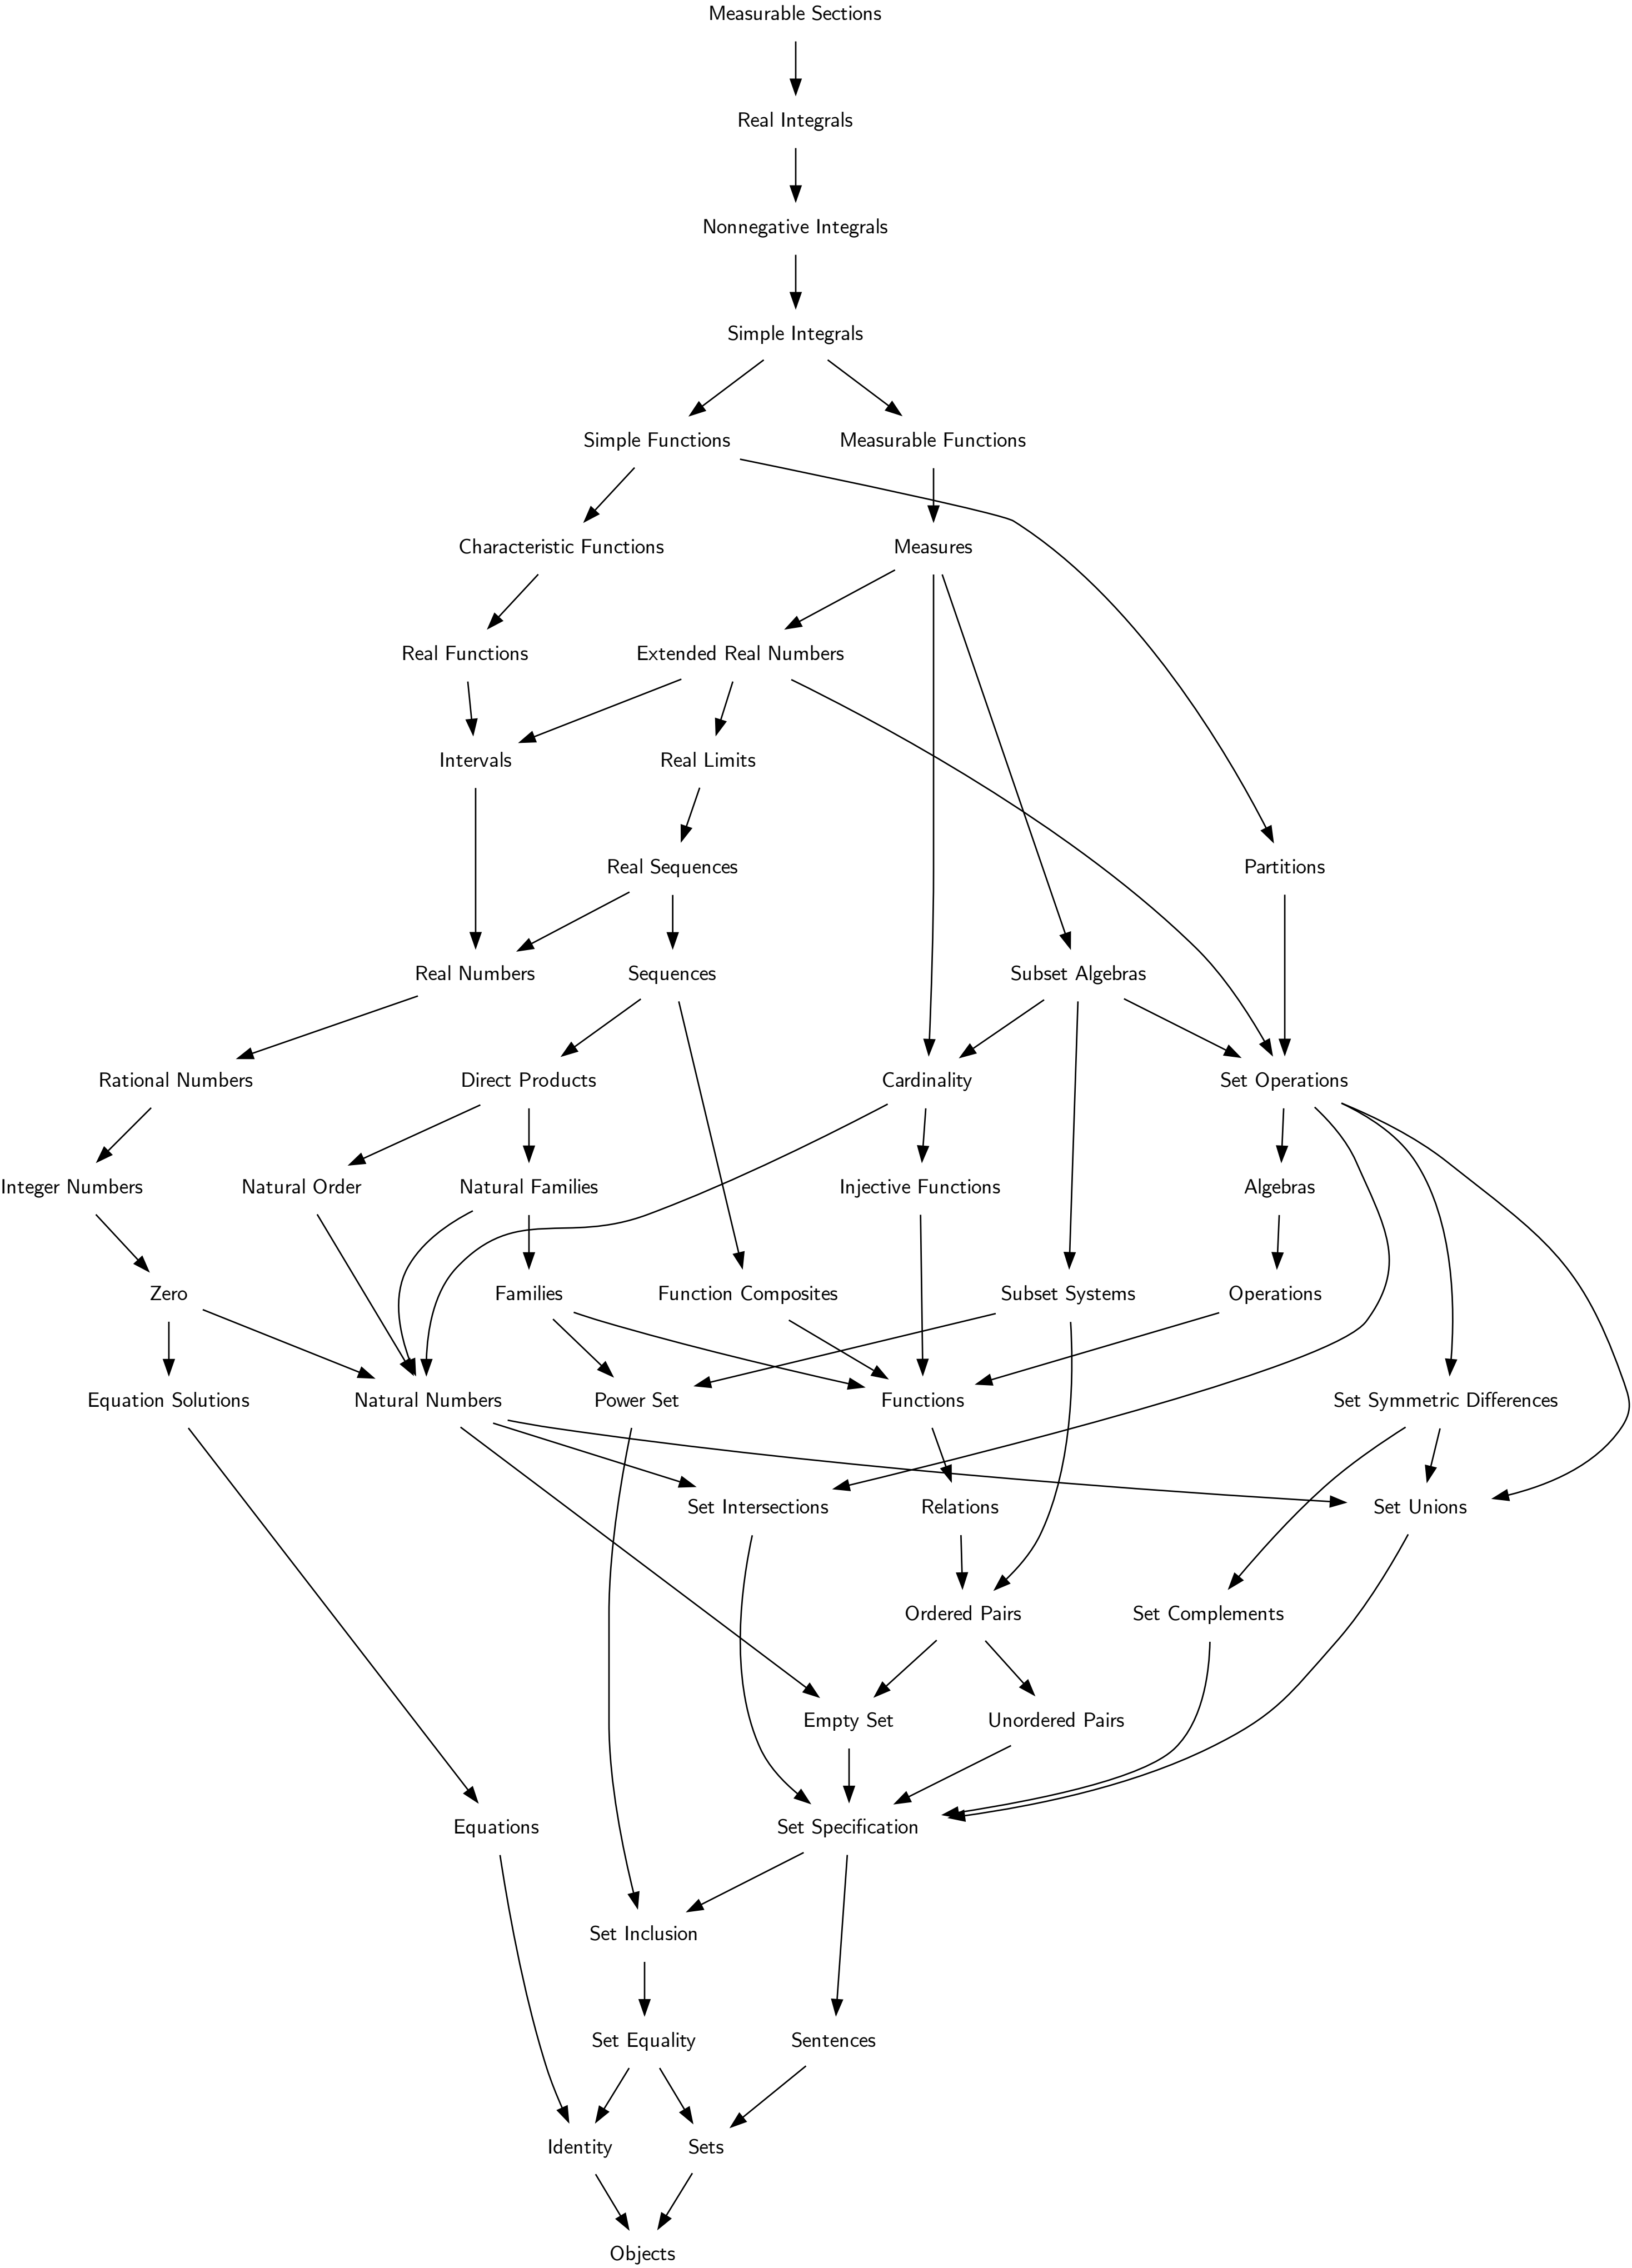 Measurable Sections
Real Integrals
Nonnegative Integrals
Simple Integrals
Simple Functions
Measurable Functions
Characteristic Functions
Measures
Real Functions
Extended Real Numbers
Intervals
Real Limits
Real Sequences
Partitions
Real Numbers
Sequences
Subset Algebras
Rational Numbers
Direct Products
Cardinality
Set Operations
Integer Numbers
Natural Order
Natural Families
Injective Functions
Algebras
Zero
Families
Function Composites
Subset Systems
Operations
Equation Solutions
Natural Numbers
Power Set
Functions
Set Symmetric Differences
Set Intersections
Relations
Set Unions
Ordered Pairs
Set Complements
Empty Set
Unordered Pairs
Equations
Set Specification
Set Inclusion
Set Equality
Sentences
Identity
Sets
Objects